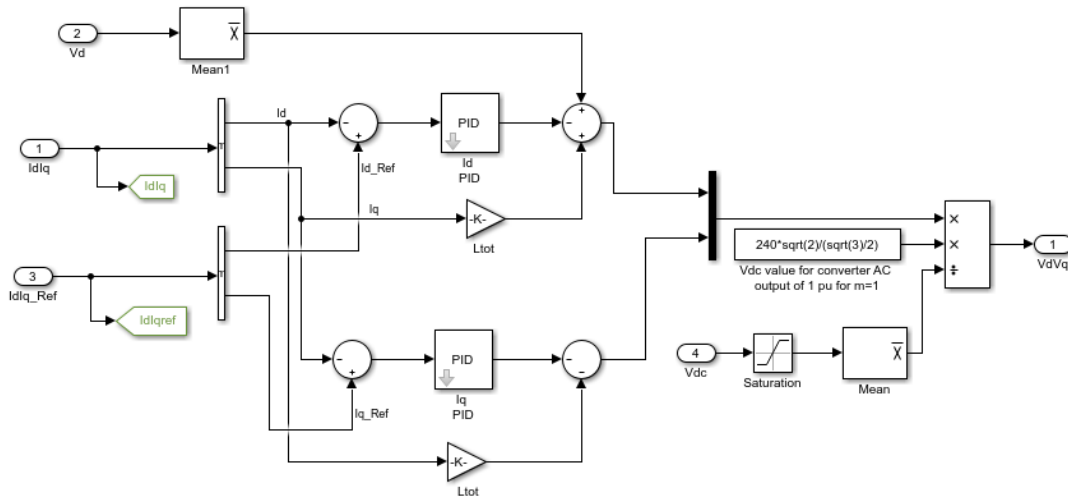 2
Vd
X
Mean1
1
IdIq
IdIq
Id
T
-
+
Id_Ref
PID
Id
PID
+
-
+
Iq
-K-
Ltot
3
IdIq_Ref
IdIqref
T
-
+
Iq_Ref
PID
Iq
PID
-
-
-K-
Ltot
240*sqrt(2)/(sqrt(3)/2)
Vdc value for converter AC
output of 1 pu for m=1
×
×
÷
1
VdVq
4
Vdc
Saturation
X
Mean